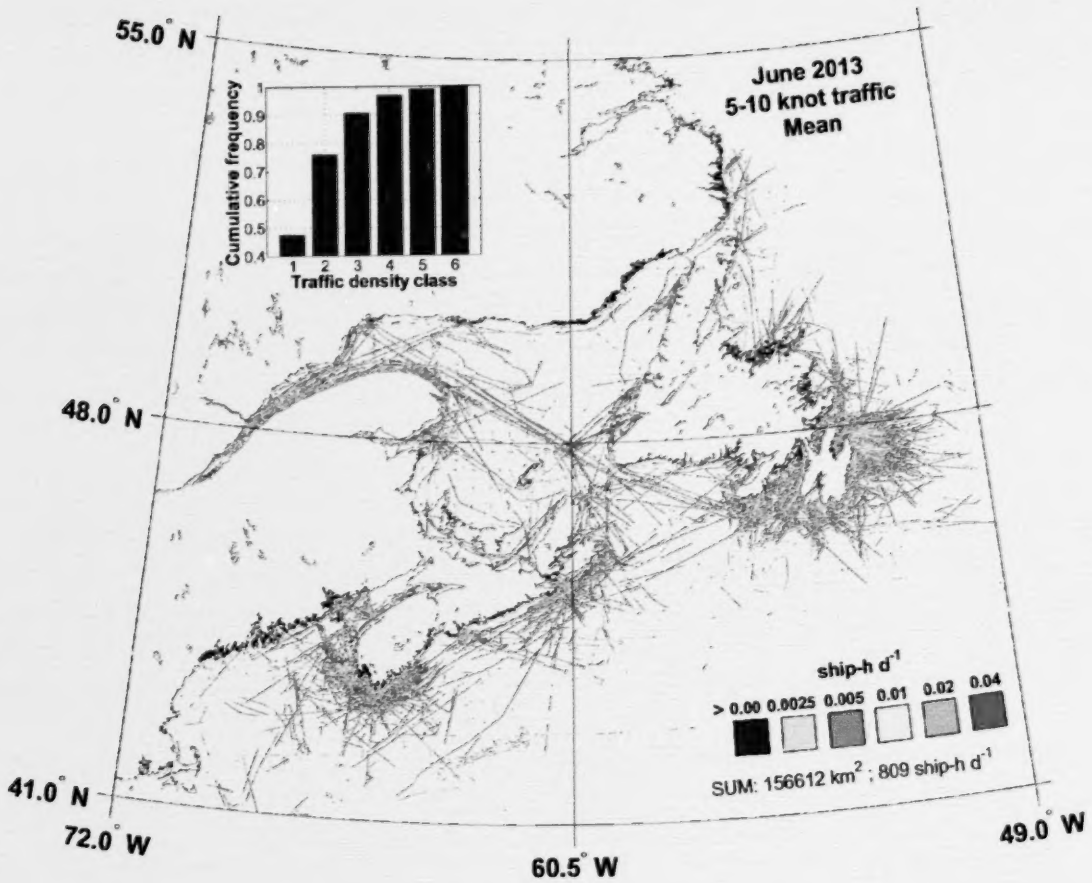 55.0° N
June 2013
5-10 knot traffic
Mean
Cumulative frequency
1
0.9
0.8
0.7
0.6
0.5
0.4
1 2 3 4 5 6
Traffic density class
48.0° N
ship-h d⁻¹
> 0.00 0.0025 0.005 0.01 0.02 0.04
SUM: 156612 km² ; 809 ship-h d⁻¹
41.0° N
72.0° W
60.5° W
49.0° W